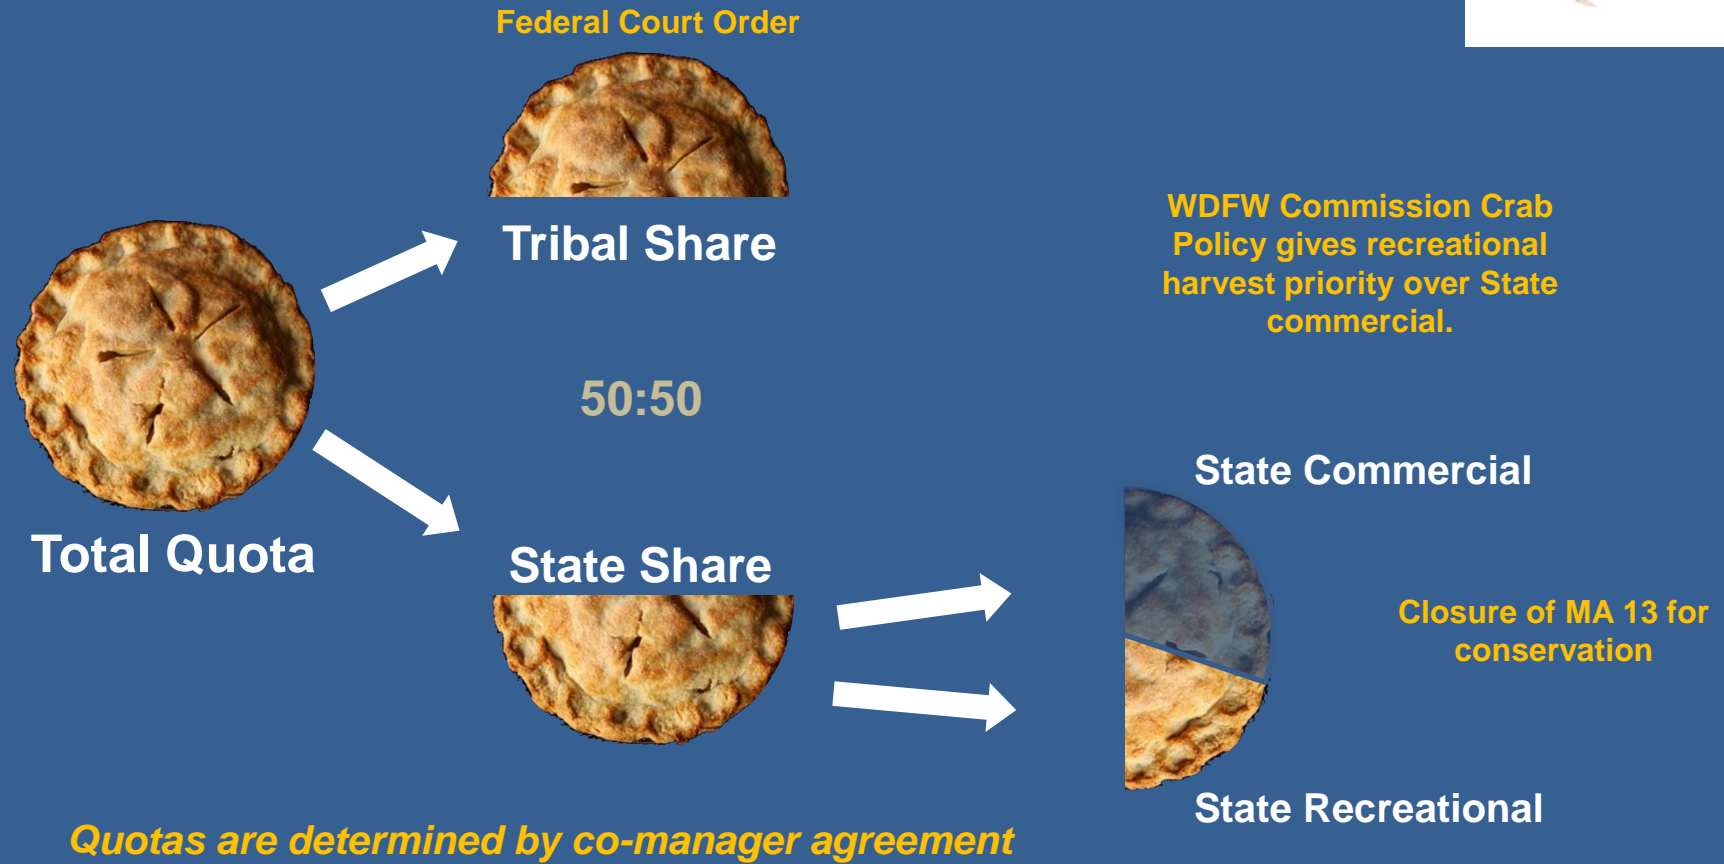 Federal Court Order
Tribal Share
WDFW Commission Crab
Policy gives recreational
harvest priority over State
commercial.
50:50
Total Quota
State Share
State Commercial
Closure of MA 13 for
conservation
State Recreational
Quotas are determined by co-manager agreement